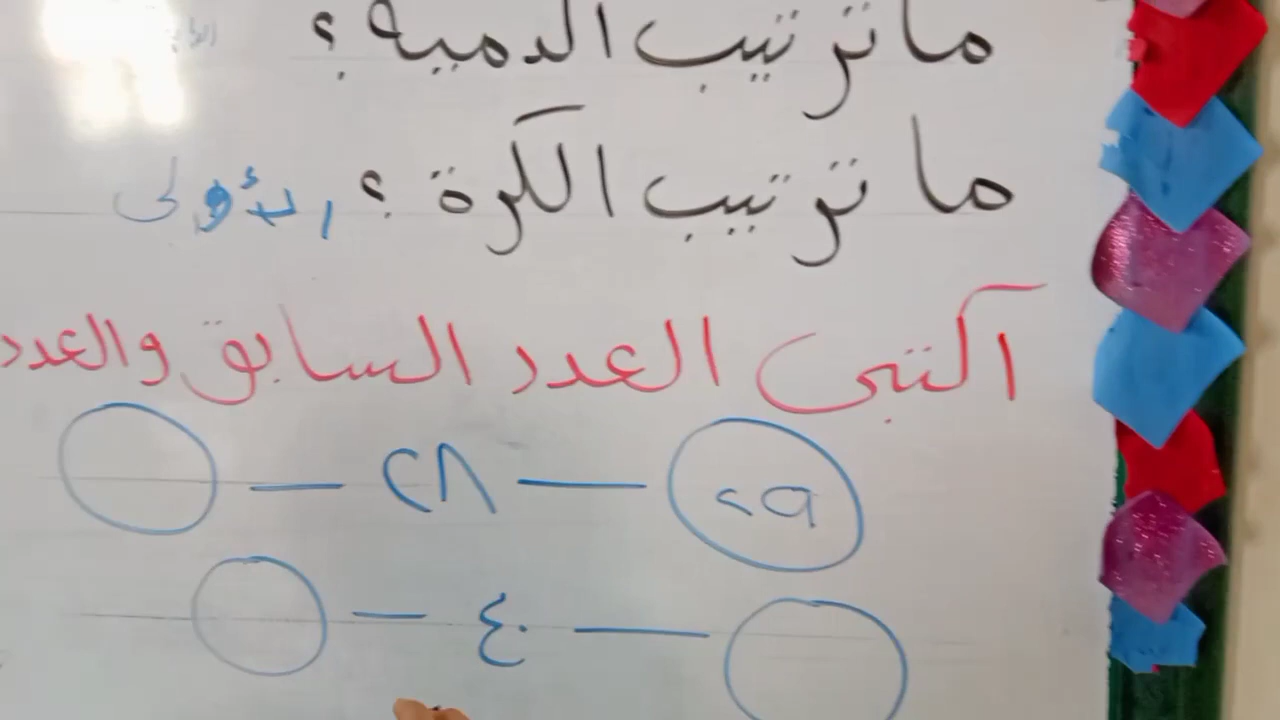 ما ترتيب الدمية ؟
ما ترتيب الكرة ؟ الأولى
اكتبي العدد السابق والعدد
٢٩ — ٢٨ —
— ٤٠ —